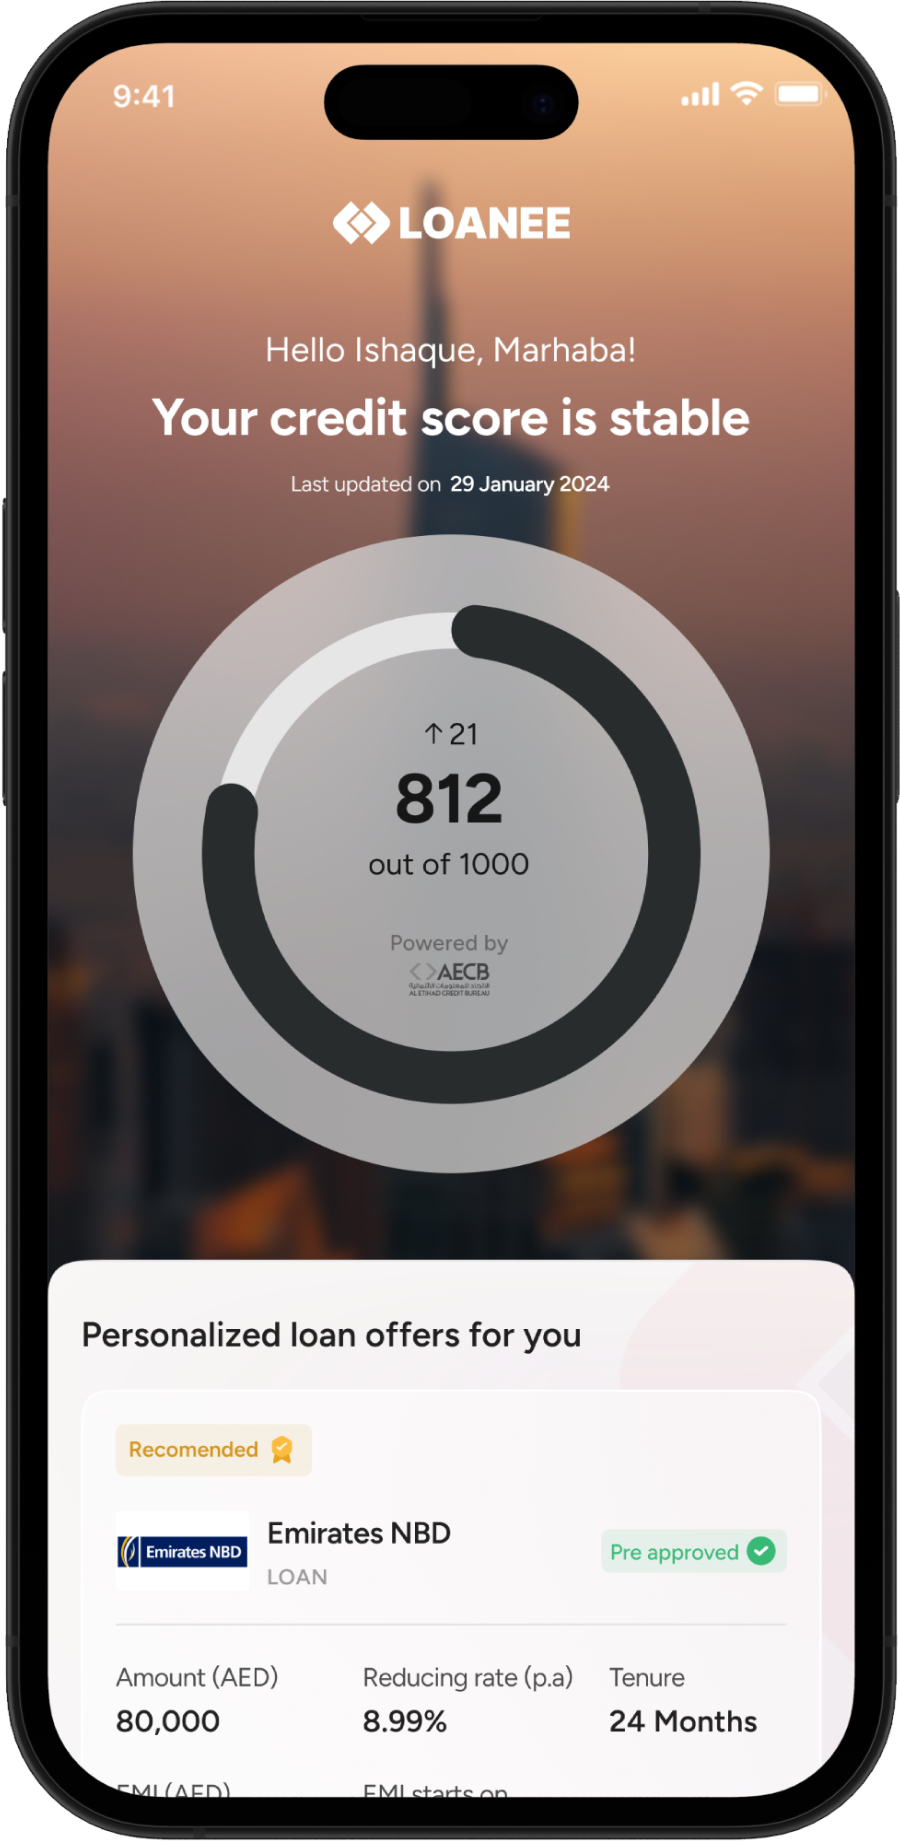 9:41
LOANEE
Hello Ishaque, Marhaba!
Your credit score is stable
Last updated on 29 January 2024
↑ 21
812
out of 1000
Powered by
AECB
الاتحاد للمعلومات الائتمانية
AL ETIHAD CREDIT BUREAU
Personalized loan offers for you
Recomended
Emirates NBD
Emirates NBD
LOAN
Pre approved
Amount (AED) Reducing rate (p.a) Tenure
80,000 8.99% 24 Months
EMI (AED) EMI starts on